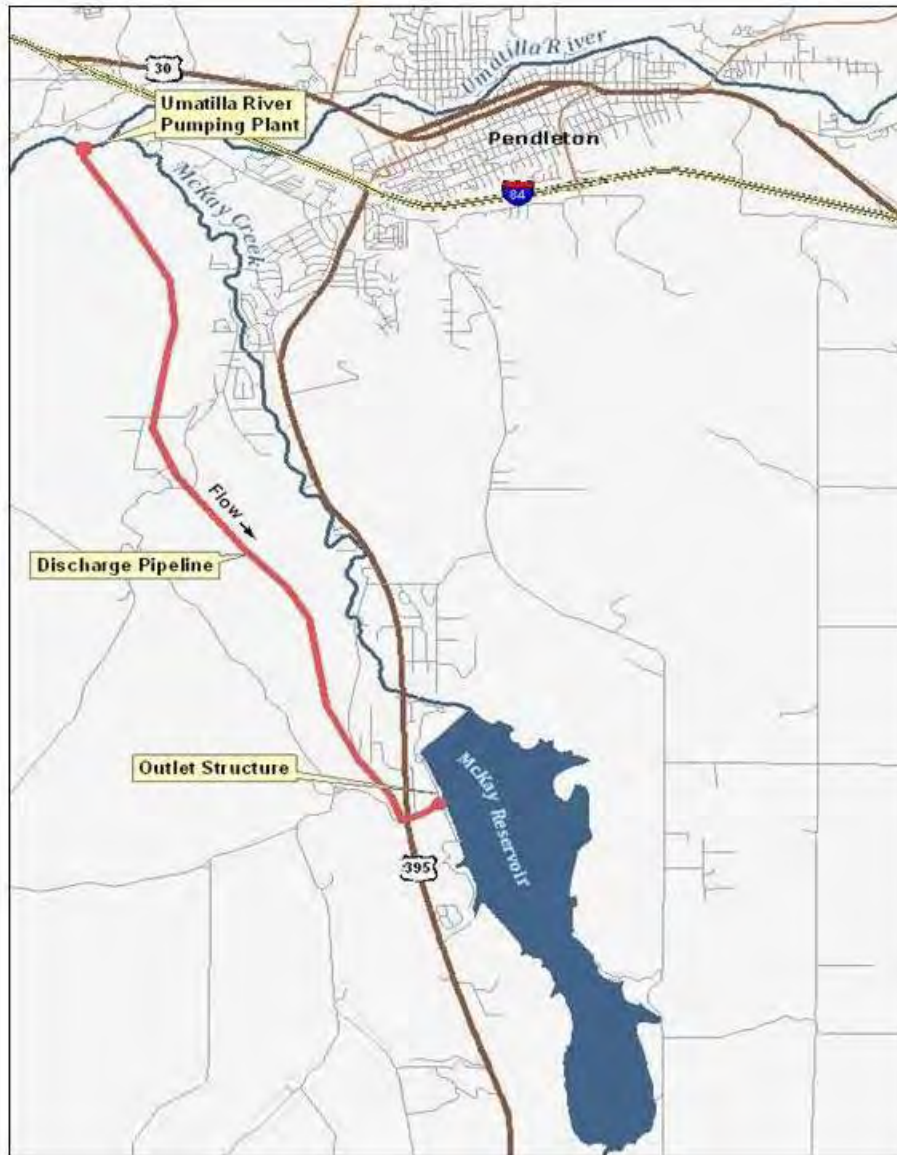 30
Umatilla River
Umatilla River
Pumping Plant
Pendleton
84
McKay Creek
Flow
Discharge Pipeline
Outlet Structure
McKay Reservoir
395